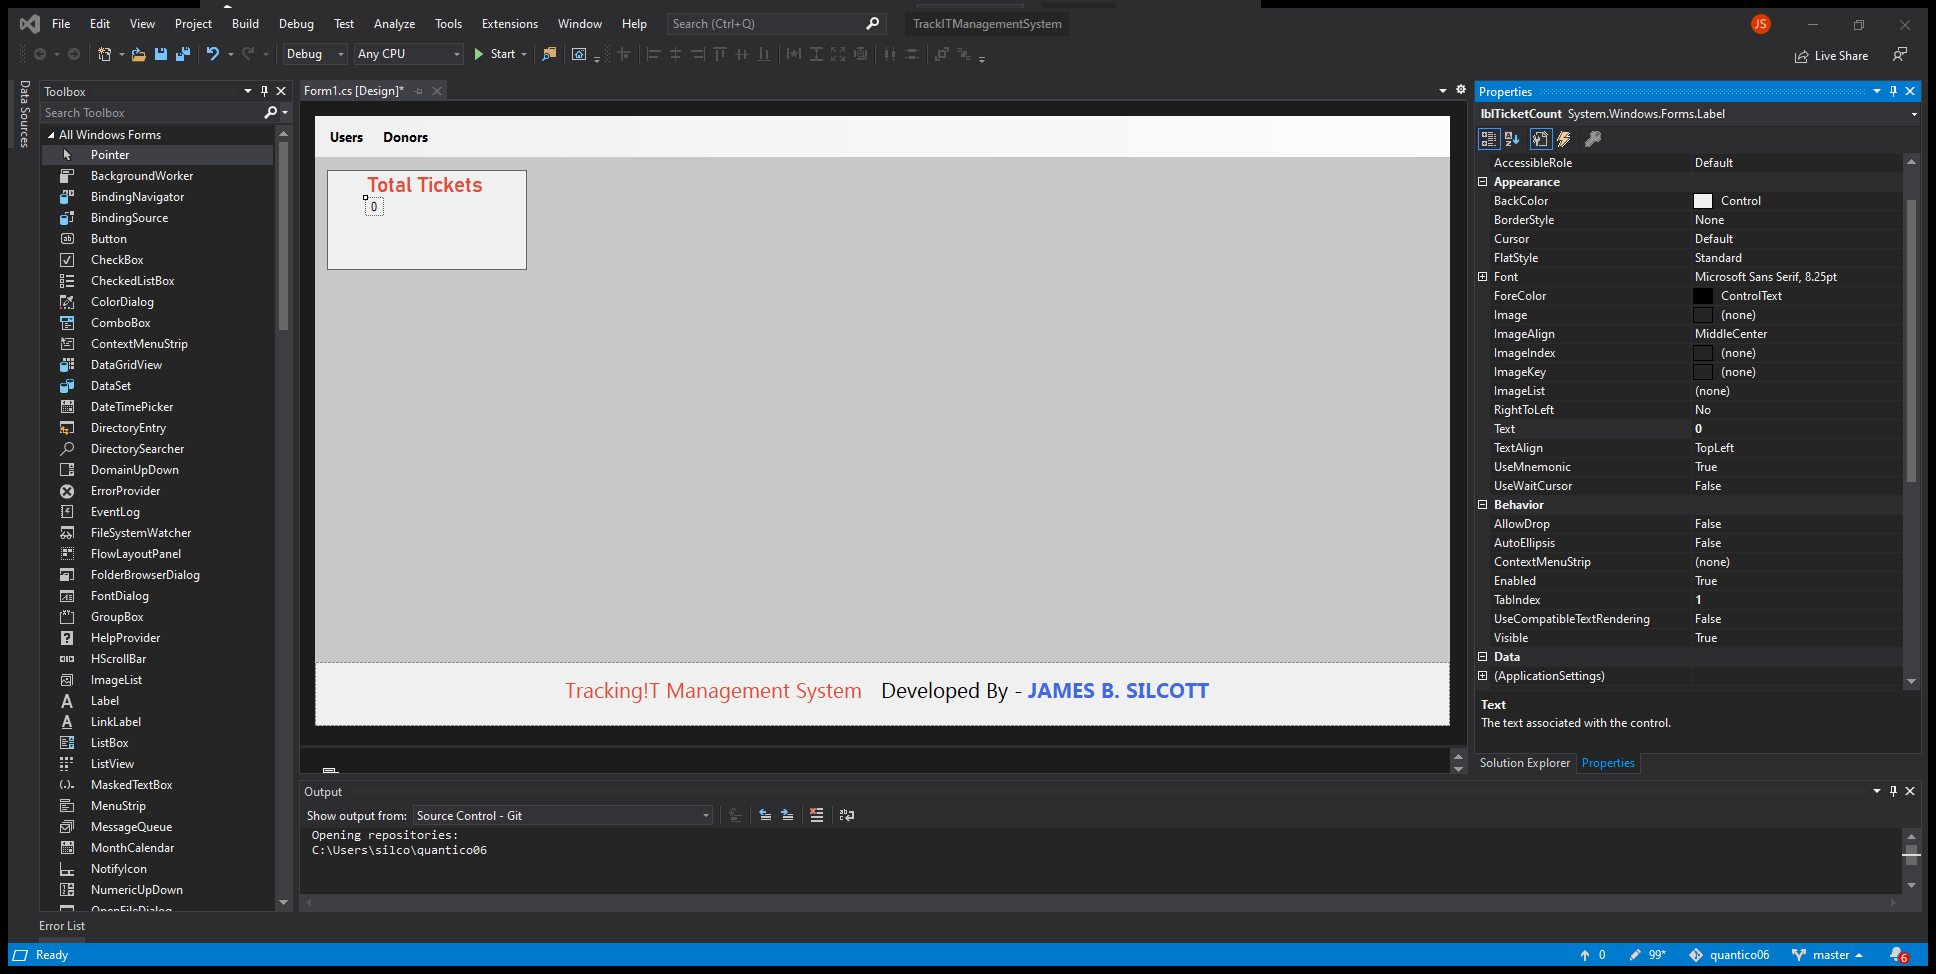 File Edit View Project Build Debug Test Analyze Tools Extensions Window Help Search (Ctrl+Q) TrackITManagementSystem JS
Debug Any CPU Start Live Share
Data Sources
Toolbox
Search Toolbox
All Windows Forms
Pointer
BackgroundWorker
BindingNavigator
BindingSource
Button
CheckBox
CheckedListBox
ColorDialog
ComboBox
ContextMenuStrip
DataGridView
DataSet
DateTimePicker
DirectoryEntry
DirectorySearcher
DomainUpDown
ErrorProvider
EventLog
FileSystemWatcher
FlowLayoutPanel
FolderBrowserDialog
FontDialog
GroupBox
HelpProvider
HScrollBar
ImageList
Label
LinkLabel
ListBox
ListView
MaskedTextBox
MenuStrip
MessageQueue
MonthCalendar
NotifyIcon
NumericUpDown
OpenFileDialog
Form1.cs [Design]*
Users Donors
Total Tickets
0
Tracking!T Management System Developed By - JAMES B. SILCOTT
Properties
lblTicketCount System.Windows.Forms.Label
AccessibleRole Default
Appearance
BackColor Control
BorderStyle None
Cursor Default
FlatStyle Standard
Font Microsoft Sans Serif, 8.25pt
ForeColor ControlText
Image (none)
ImageAlign MiddleCenter
ImageIndex (none)
ImageKey (none)
ImageList (none)
RightToLeft No
Text 0
TextAlign TopLeft
UseMnemonic True
UseWaitCursor False
Behavior
AllowDrop False
AutoEllipsis False
ContextMenuStrip (none)
Enabled True
TabIndex 1
UseCompatibleTextRendering False
Visible True
Data
(ApplicationSettings)
Text
The text associated with the control.
Solution Explorer Properties
Output
Show output from: Source Control - Git
Opening repositories:
C:\Users\silco\quantico06
Error List
Ready 0 99* quantico06 master 6